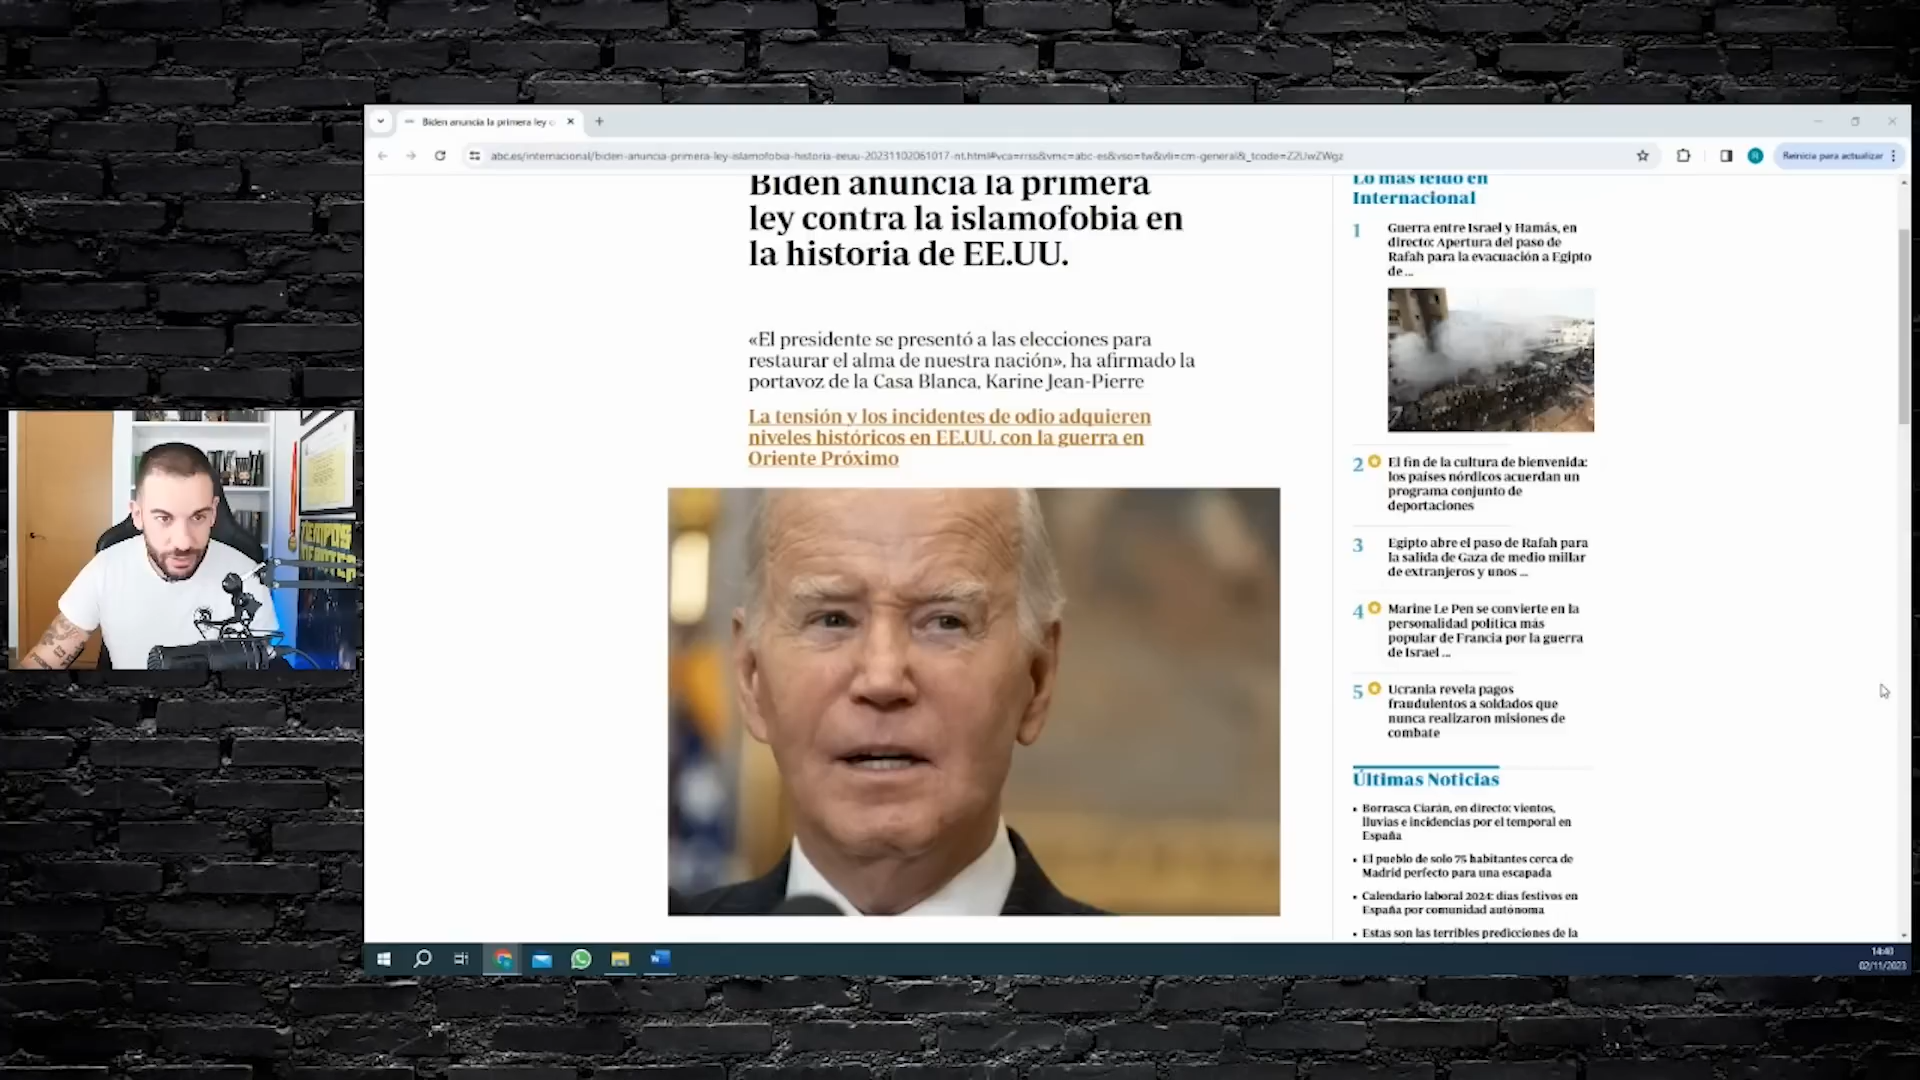 Biden anuncia la primera ley c
abc.es/internacional/biden-anuncia-primera-ley-islamofobia-historia-eeuu-20231102061017-nt.html#vca=rrss&vmc=abc-es&vso=tw&vli=cm-general&_tcode=Z2UwZWgz
Reinicia para actualizar
Biden anuncia la primera
ley contra la islamofobia en
la historia de EE.UU.
«El presidente se presentó a las elecciones para
restaurar el alma de nuestra nación», ha afirmado la
portavoz de la Casa Blanca, Karine Jean-Pierre
La tensión y los incidentes de odio adquieren
niveles históricos en EE.UU. con la guerra en
Oriente Próximo
Lo más leído en
Internacional
1
Guerra entre Israel y Hamás, en
directo: Apertura del paso de
Rafah para la evacuación a Egipto
de ...
2
El fin de la cultura de bienvenida:
los países nórdicos acuerdan un
programa conjunto de
deportaciones
3
Egipto abre el paso de Rafah para
la salida de Gaza de medio millar
de extranjeros y unos ...
4
Marine Le Pen se convierte en la
personalidad política más
popular de Francia por la guerra
de Israel ...
5
Ucrania revela pagos
fraudulentos a soldados que
nunca realizaron misiones de
combate
Últimas Noticias
Borrasca Ciarán, en directo: vientos,
lluvias e incidencias por el temporal en
España
El pueblo de solo 75 habitantes cerca de
Madrid perfecto para una escapada
Calendario laboral 2024: días festivos en
España por comunidad autónoma
Estas son las terribles predicciones de la
14:40
02/11/2023